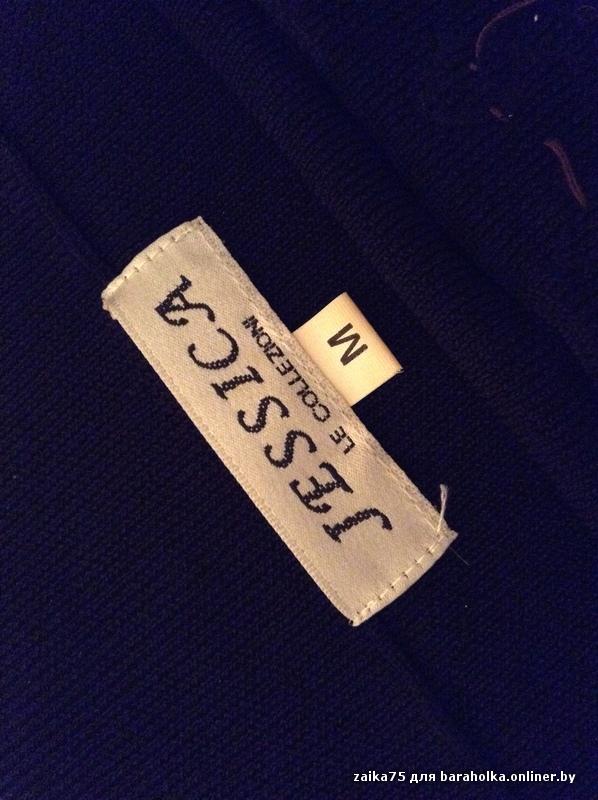 JESSICA
LE COLLEZIONI
M
zaika75 для baraholka.onliner.by